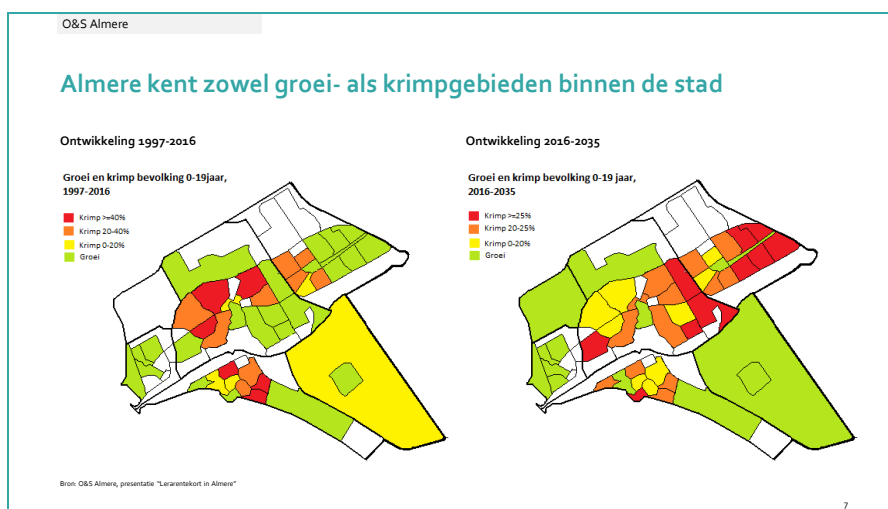 O&S Almere
Almere kent zowel groei- als krimpgebieden binnen de stad
Ontwikkeling 1997-2016
Groei en krimp bevolking 0-19jaar,
1997-2016
Krimp >=40%
Krimp 20-40%
Krimp 0-20%
Groei
Ontwikkeling 2016-2035
Groei en krimp bevolking 0-19 jaar,
2016-2035
Krimp >=25%
Krimp 20-25%
Krimp 0-20%
Groei
Bron: O&S Almere, presentatie "Lerarentekort in Almere"
7